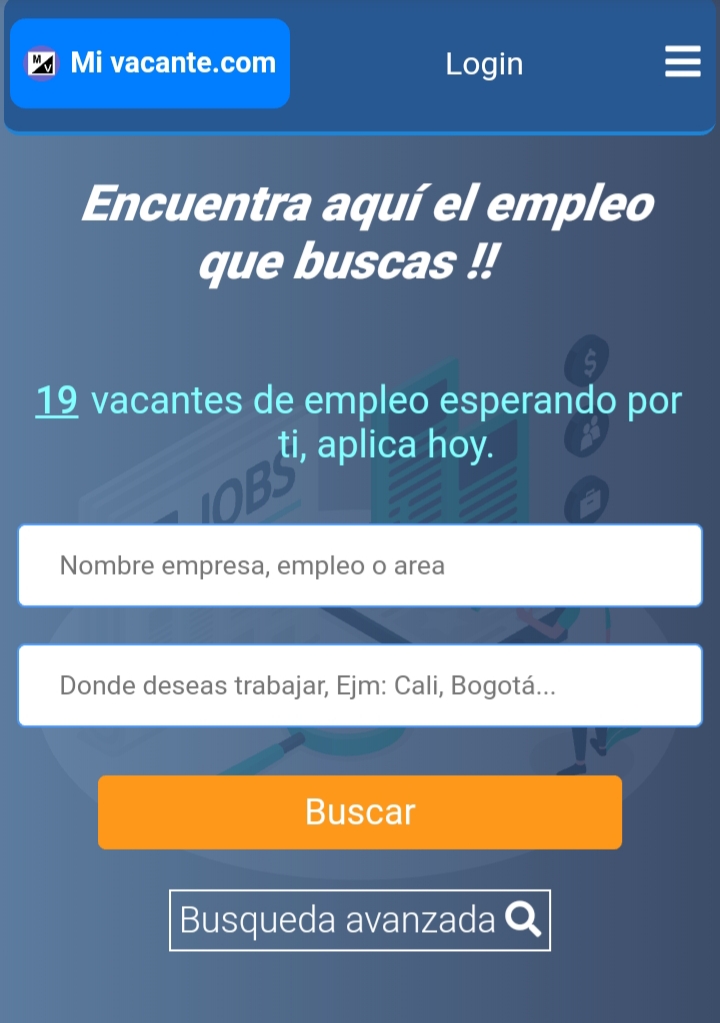 M
V
Mi vacante.com
Login
Encuentra aquí el empleo
que buscas !!
19 vacantes de empleo esperando por
ti, aplica hoy.
$
JOBS
Nombre empresa, empleo o area
Donde deseas trabajar, Ejm: Cali, Bogotá...
Buscar
Busqueda avanzada